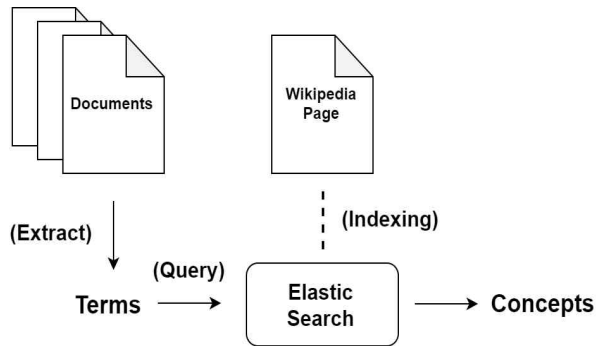 Documents
Wikipedia
Page
(Extract)
(Indexing)
(Query)
Terms
Elastic
Search
Concepts